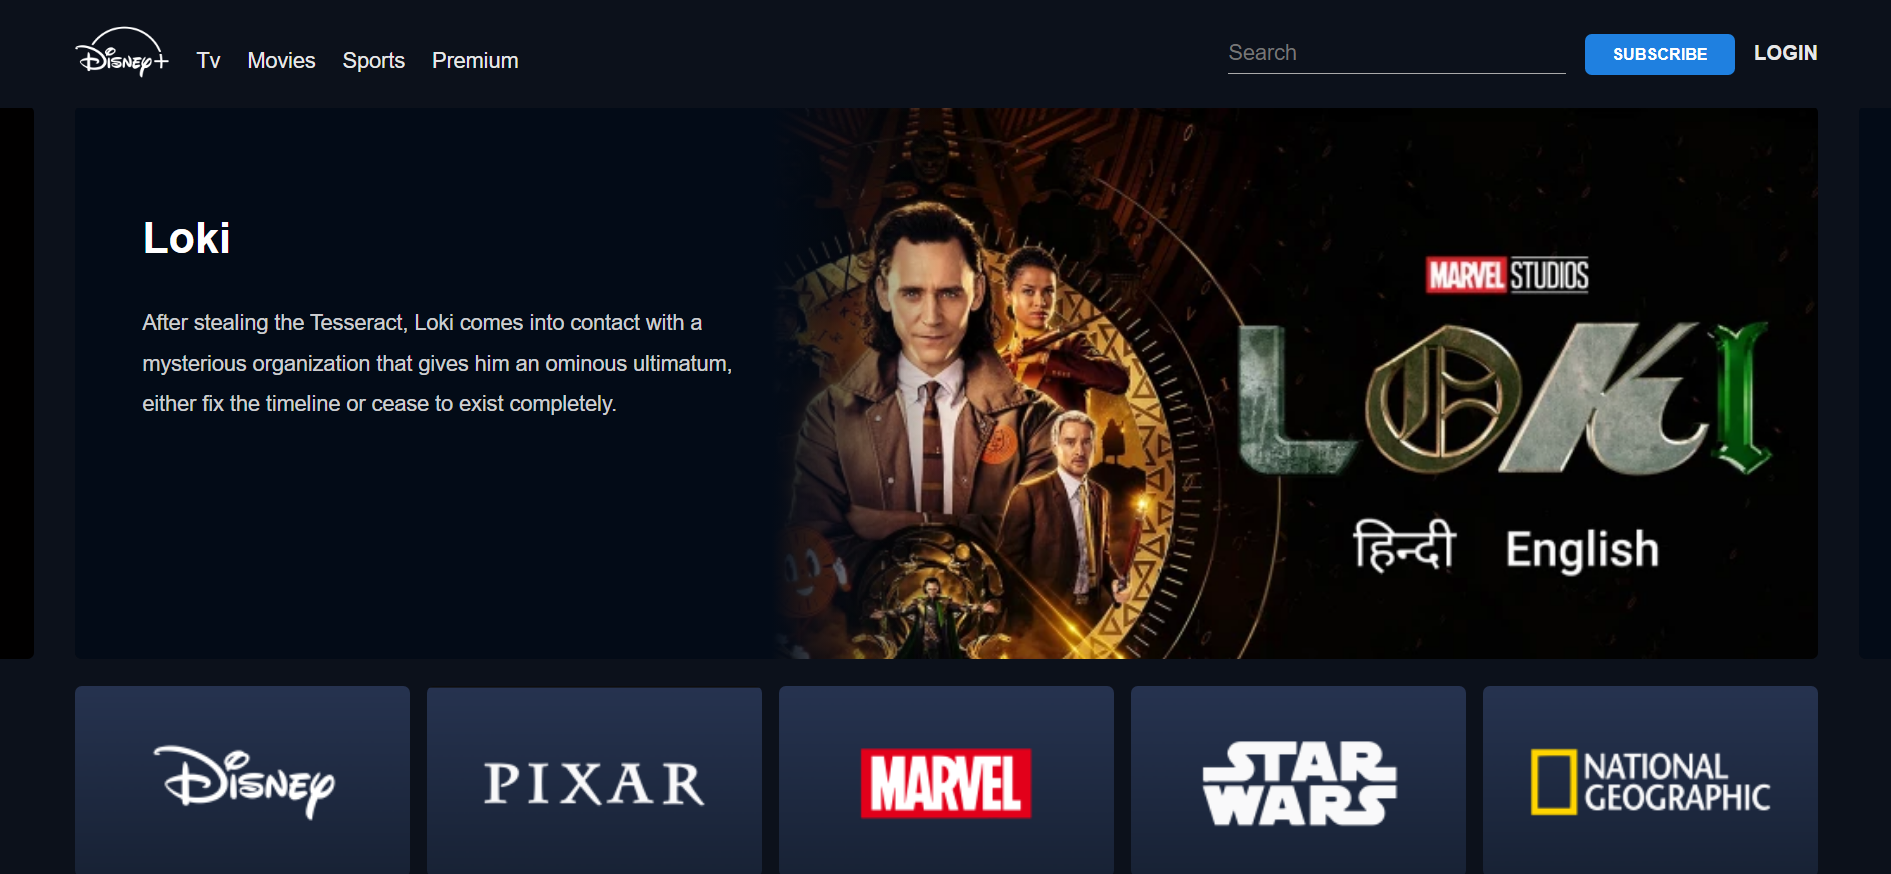 Disney+
Tv
Movies
Sports
Premium
Search
SUBSCRIBE
LOGIN
Loki
After stealing the Tesseract, Loki comes into contact with a
mysterious organization that gives him an ominous ultimatum,
either fix the timeline or cease to exist completely.
MARVEL STUDIOS
LOKI
हिन्दी English
Disney
PIXAR
MARVEL
STAR
WARS
NATIONAL
GEOGRAPHIC